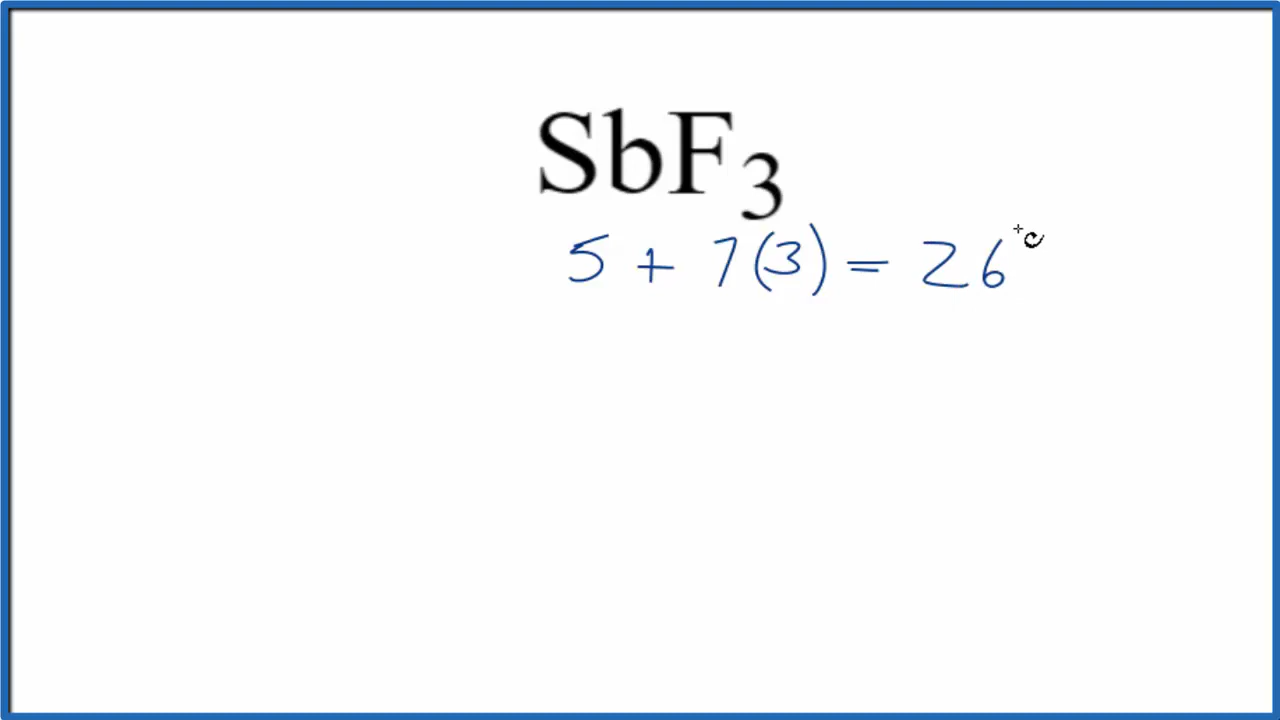 SbF₃
5 + 7(3) = 26